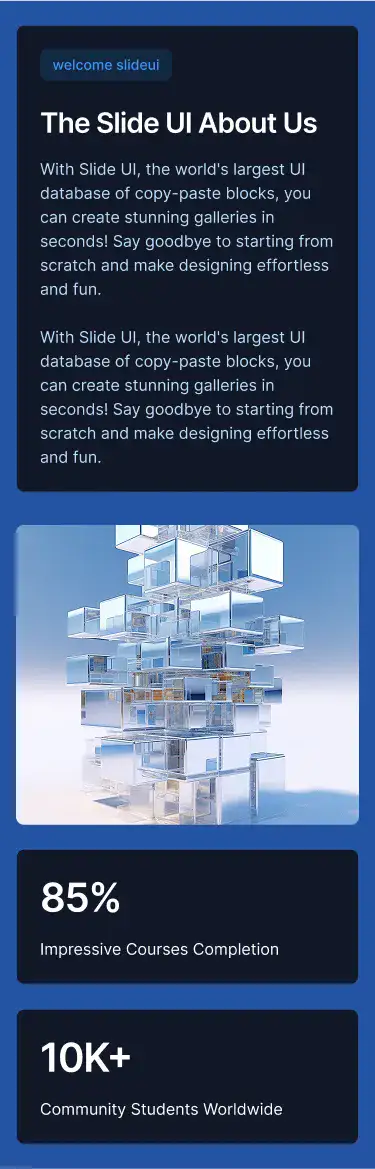 welcome slideui
The Slide UI About Us
With Slide UI, the world's largest UI
database of copy-paste blocks, you
can create stunning galleries in
seconds! Say goodbye to starting from
scratch and make designing effortless
and fun.
With Slide UI, the world's largest UI
database of copy-paste blocks, you
can create stunning galleries in
seconds! Say goodbye to starting from
scratch and make designing effortless
and fun.
85%
Impressive Courses Completion
10K+
Community Students Worldwide